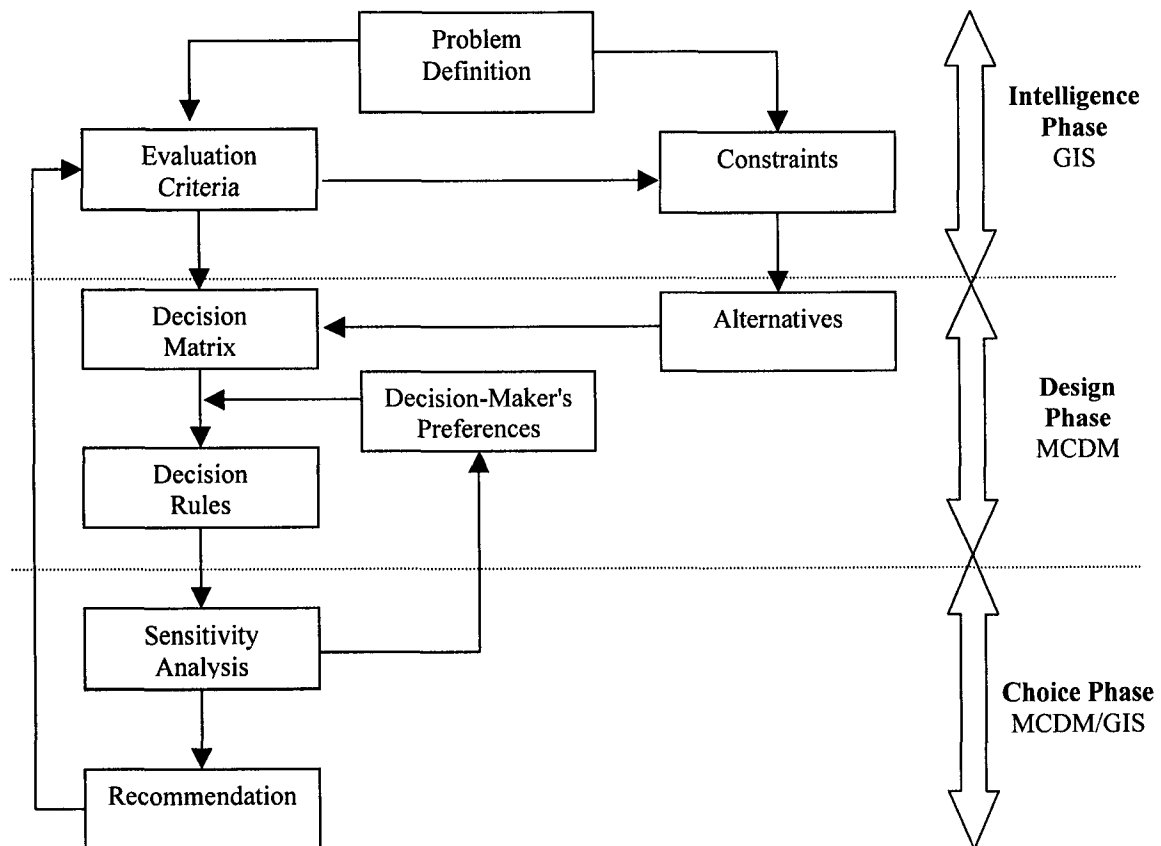 Problem
Definition
Intelligence
Phase
GIS
Evaluation
Criteria
Constraints
Decision
Matrix
Alternatives
Decision-Maker's
Preferences
Design
Phase
MCDM
Decision
Rules
Sensitivity
Analysis
Choice Phase
MCDM/GIS
Recommendation